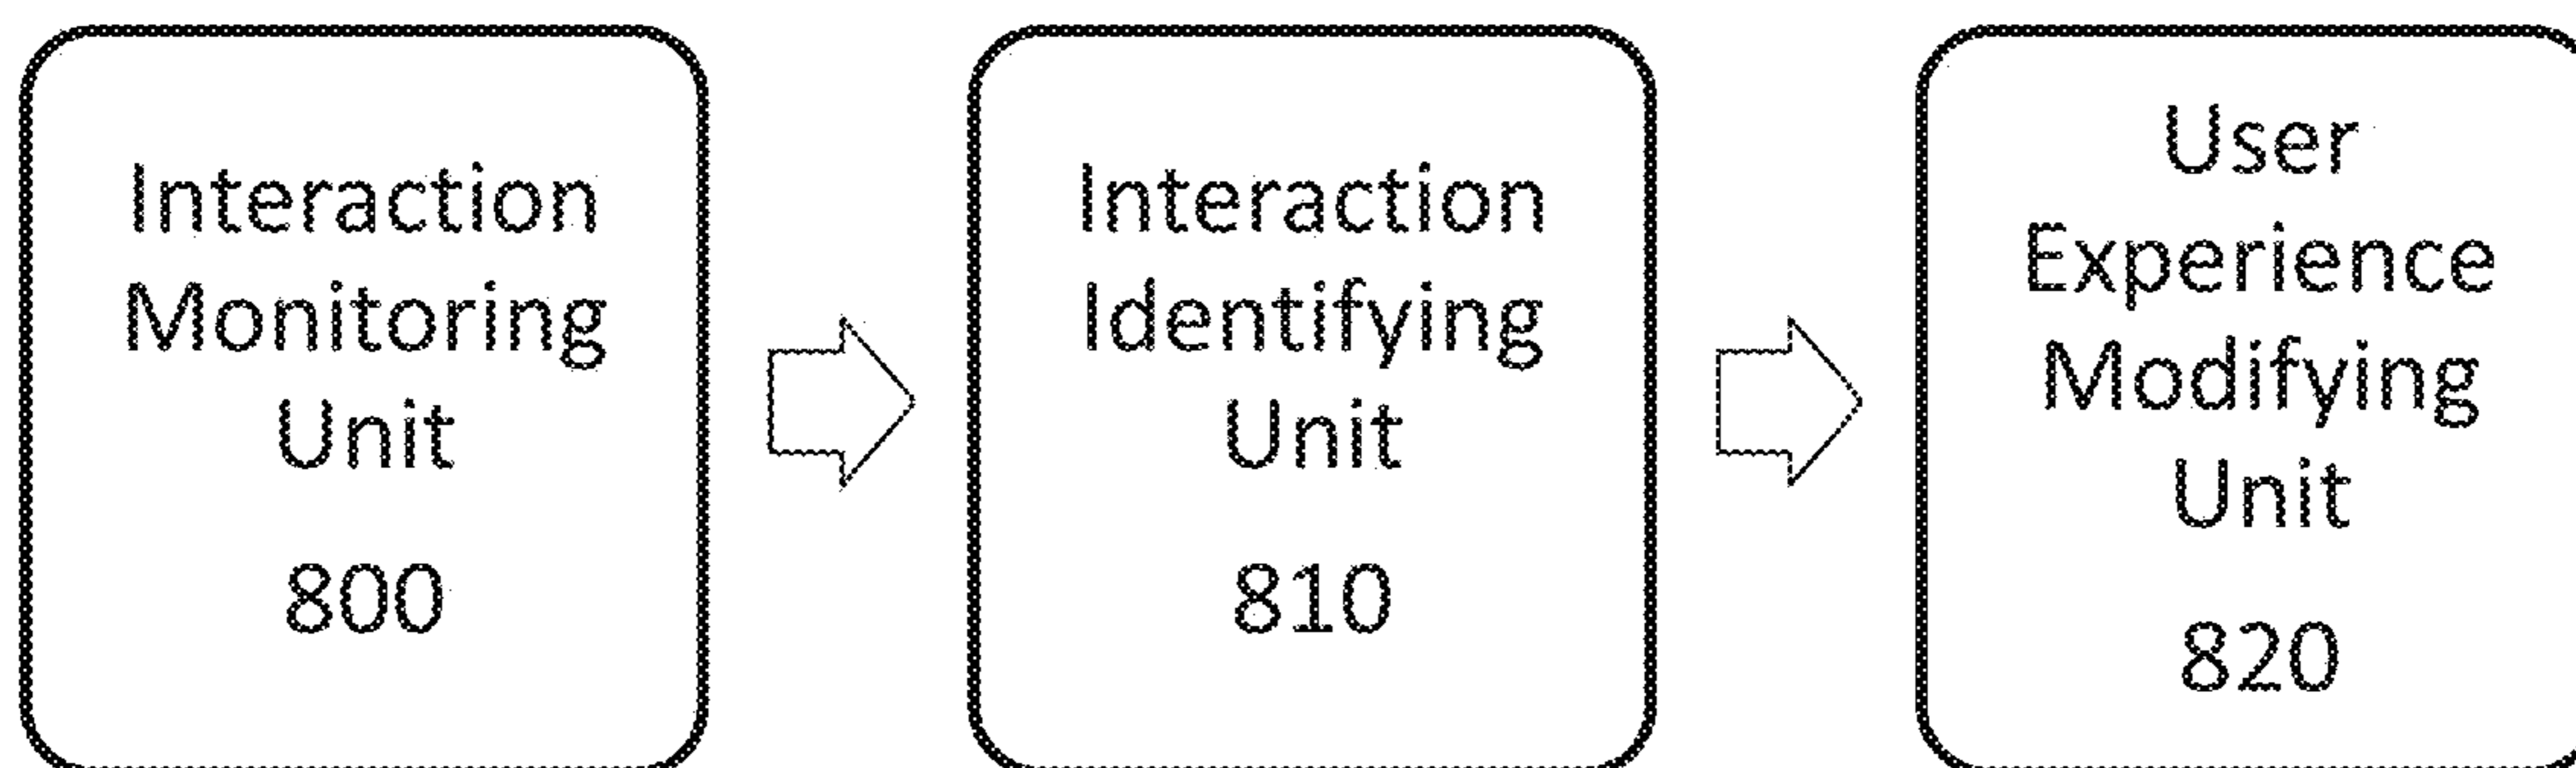 Interaction
Monitoring
Unit
800
Interaction
Identifying
Unit
810
User
Experience
Modifying
Unit
820